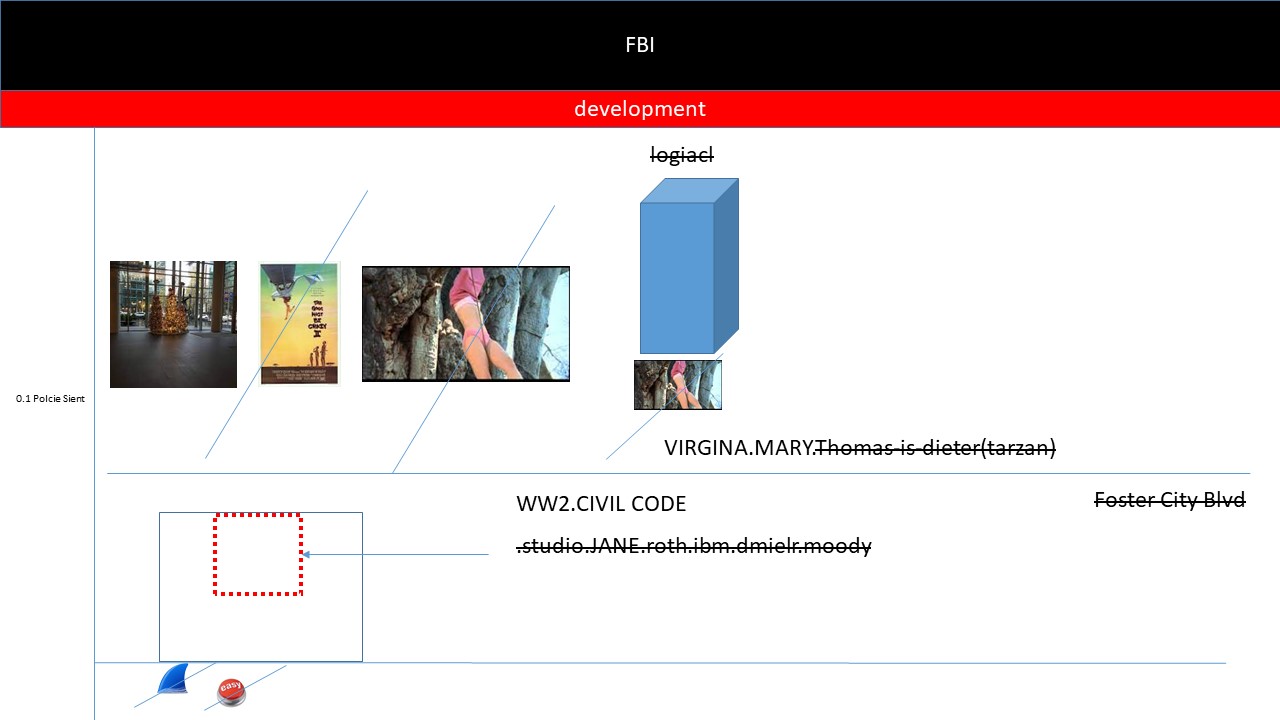 FBI
development
logiacl
THE
GODS
MUST
BE
CRAZY
II
0.1 Polcie Sient
VIRGINA.MARY.Thomas-is-dieter(tarzan)
WW2.CIVIL CODE
Foster City Blvd
.studio.JANE.roth.ibm.dmielr.moody
easy